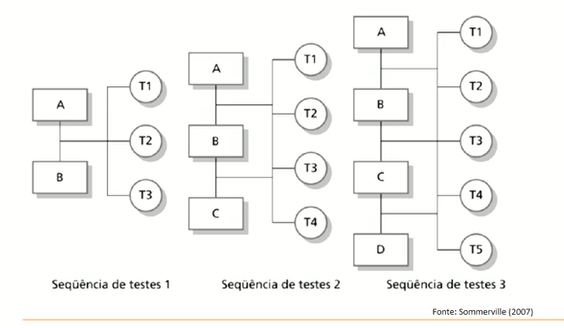 A
B
T1
T2
T3
Seqüência de testes 1
A
B
C
T1
T2
T3
T4
Seqüência de testes 2
A
B
C
D
T1
T2
T3
T4
T5
Seqüência de testes 3
Fonte: Sommerville (2007)